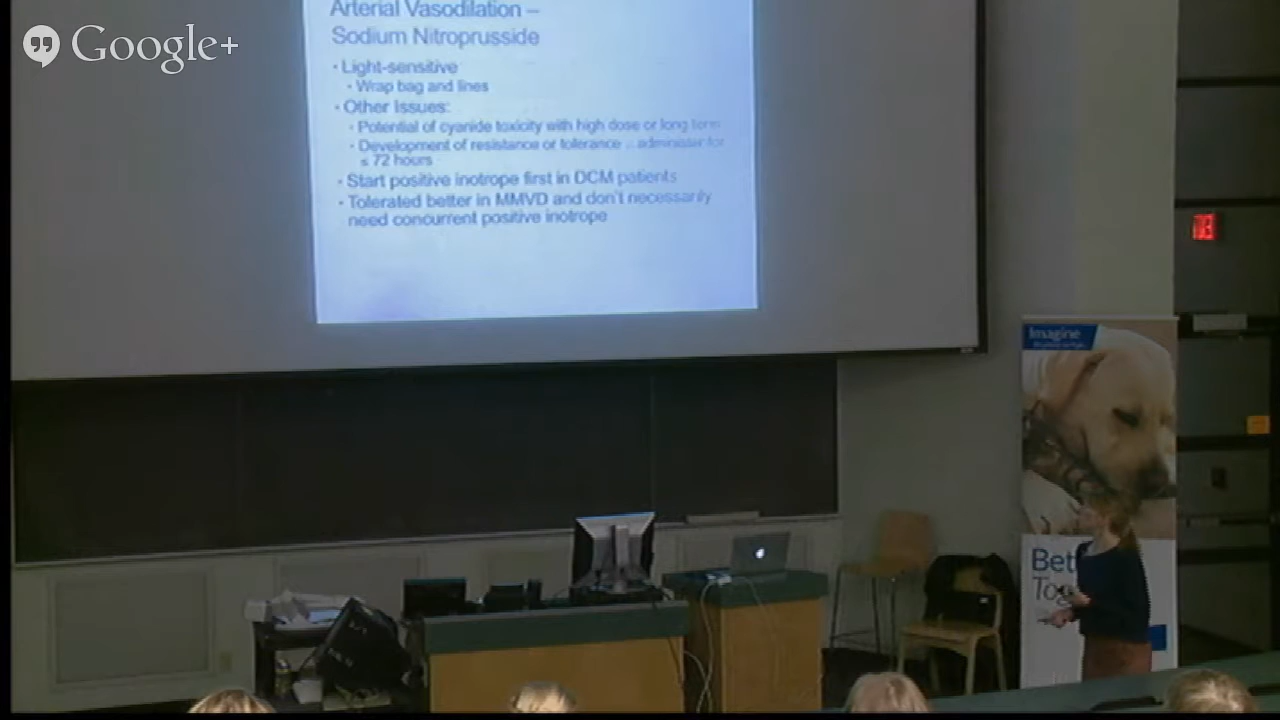 Google+
Arterial Vasodilation –
Sodium Nitroprusside
• Light-sensitive
• Wrap bag and lines
• Other Issues:
• Potential of cyanide toxicity with high dose or long term
• Development of resistance or tolerance .. administer for
≤ 72 hours
• Start positive inotrope first in DCM patients
• Tolerated better in MMVD and don't necessarily
need concurrent positive inotrope
Imagine
Bet
Tog